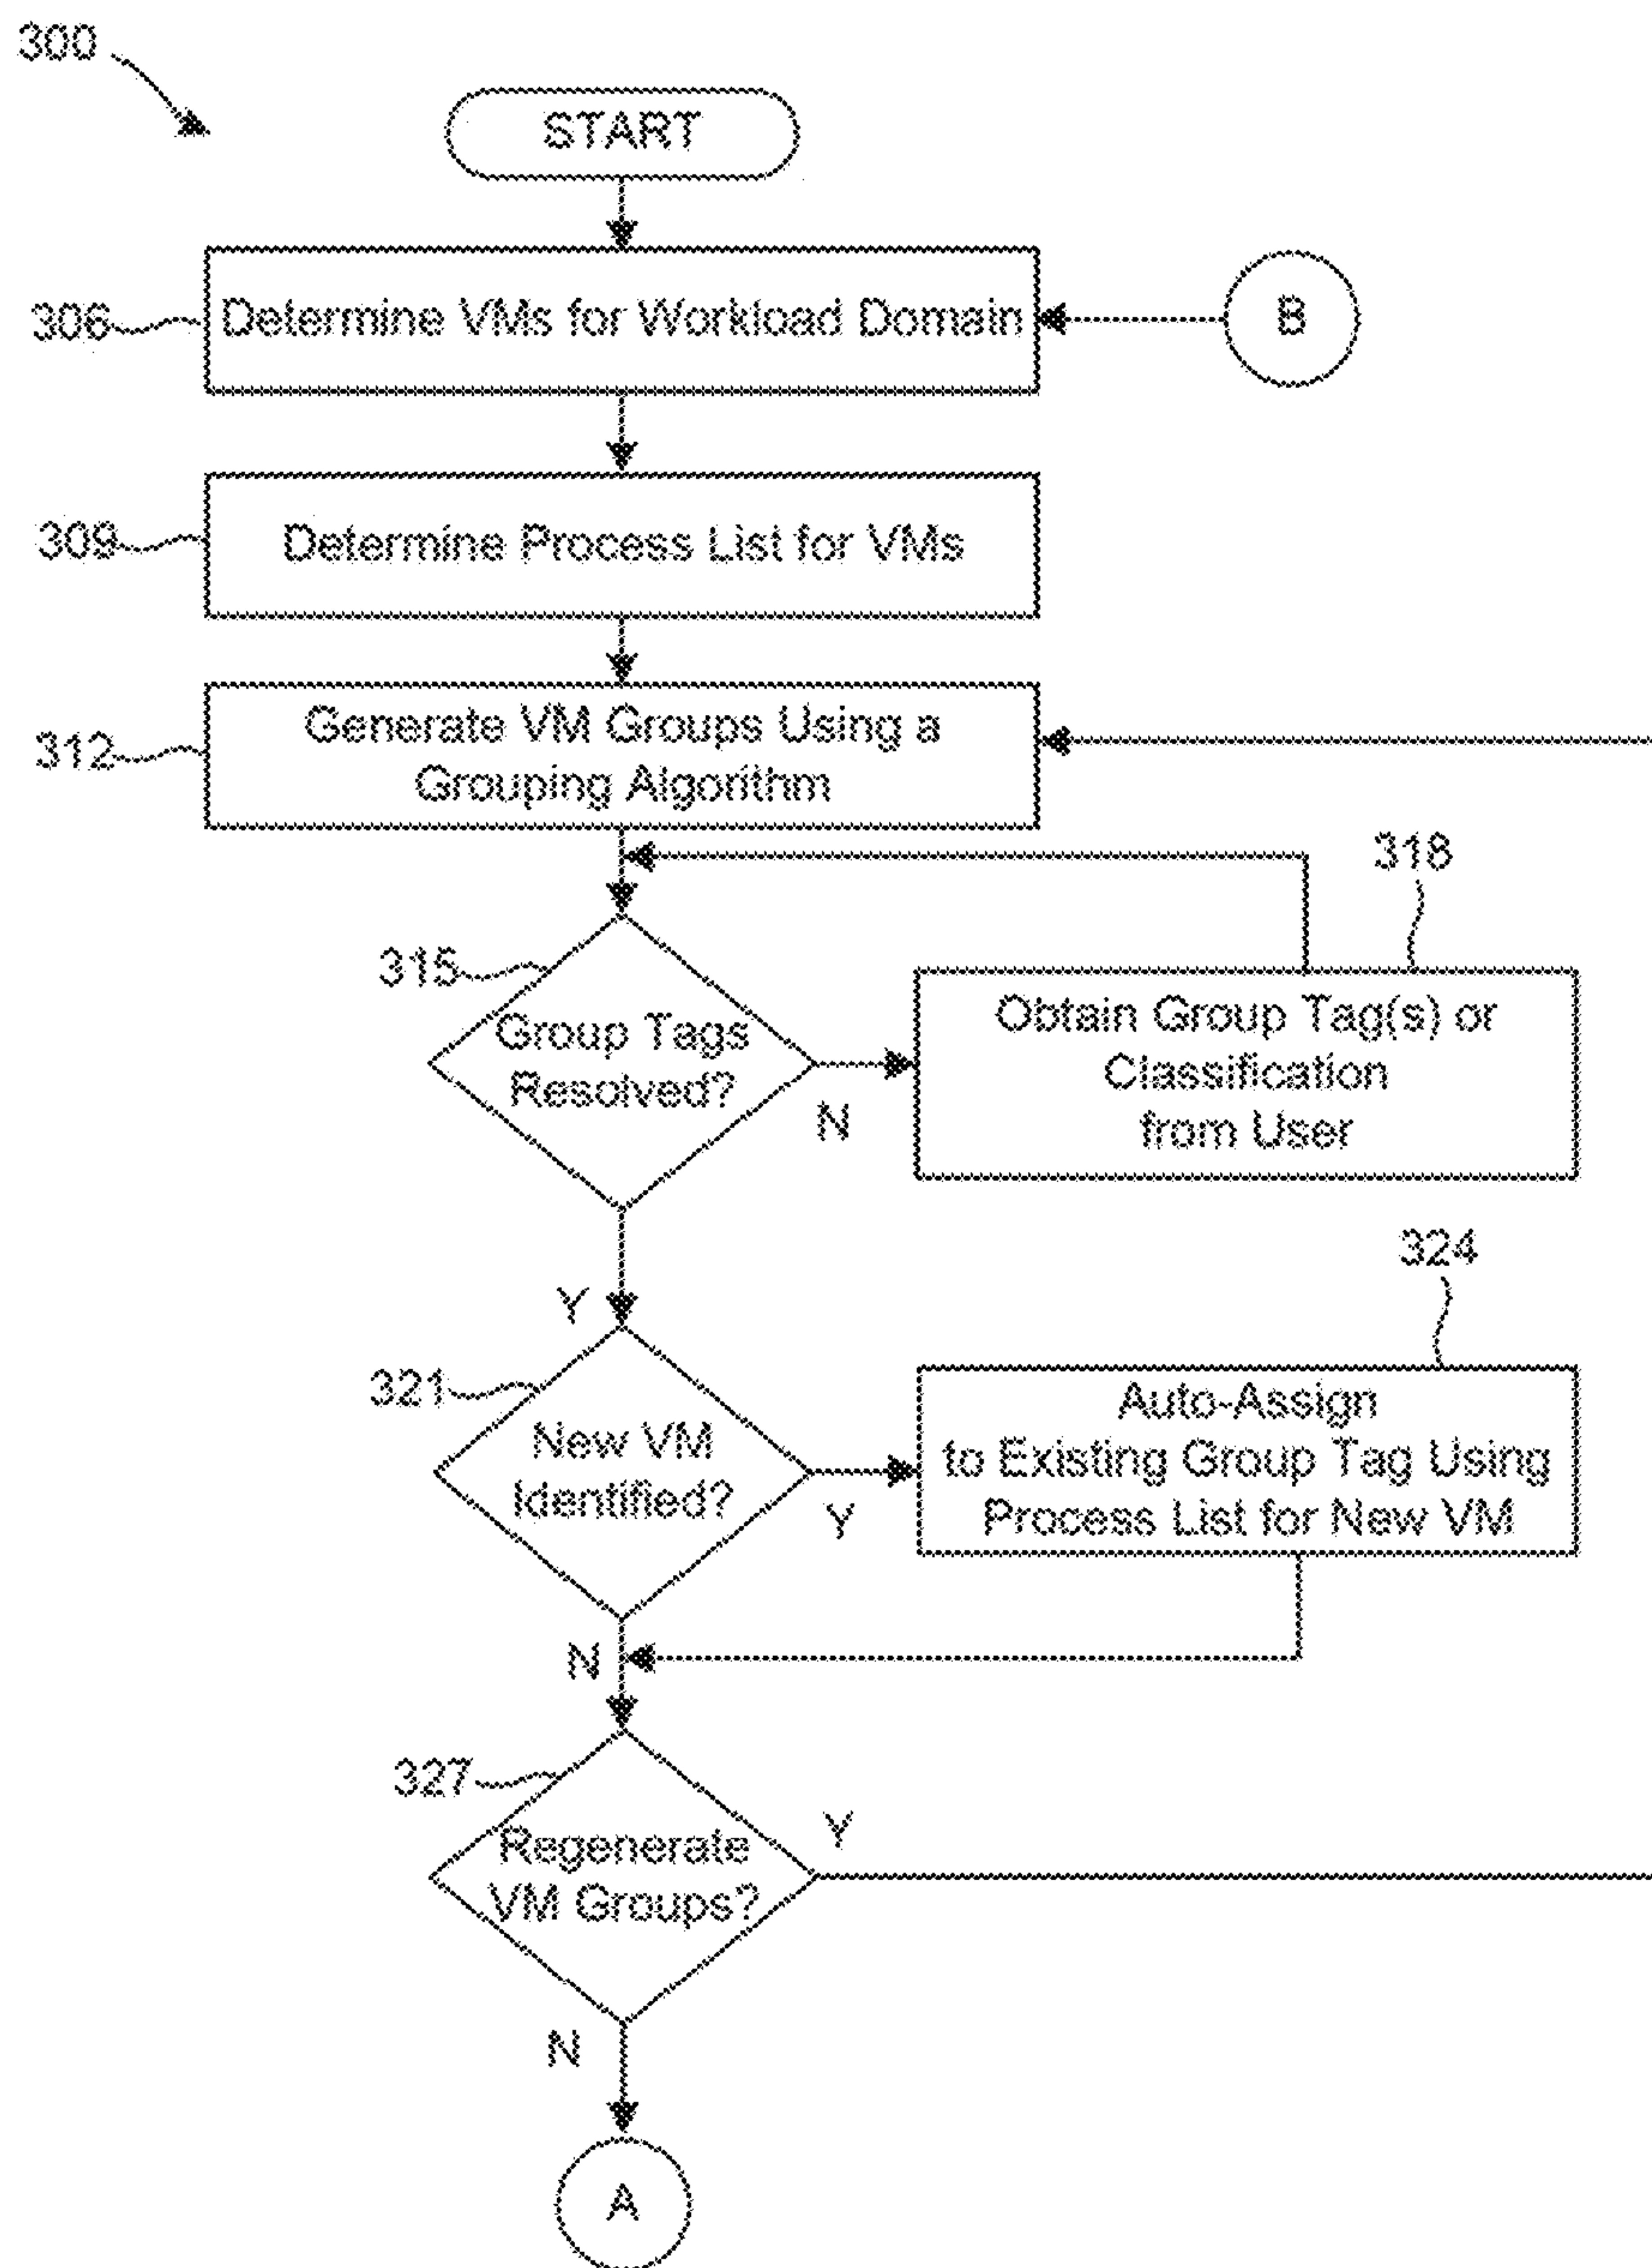 300
START
306
Determine VMs for Workload Domain
B
309
Determine Process List for VMs
312
Generate VM Groups Using a
Grouping Algorithm
318
315
Group Tags
Resolved?
N
Obtain Group Tag(s) or
Classification
from User
Y
324
321
New VM
Identified?
Y
Auto-Assign
to Existing Group Tag Using
Process List for New VM
N
327
Regenerate
VM Groups?
Y
N
A